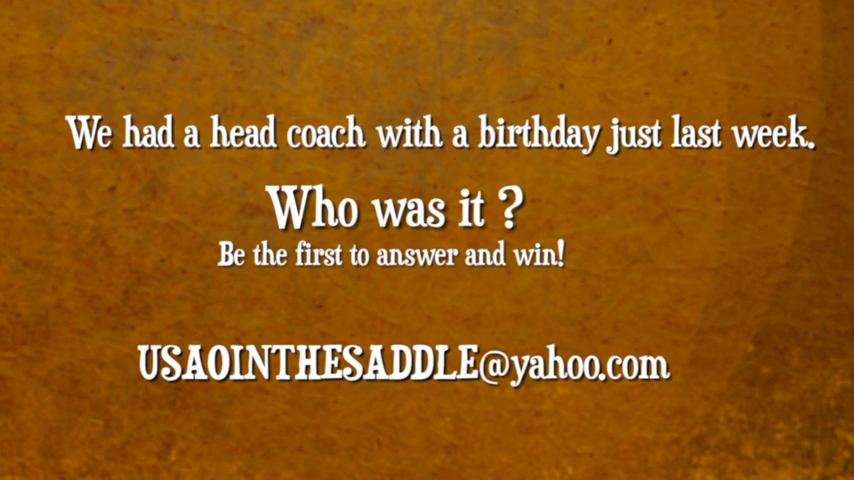 We had a head coach with a birthday just last week.
Who was it ?
Be the first to answer and win!
USAOINTHESADDLE@yahoo.com